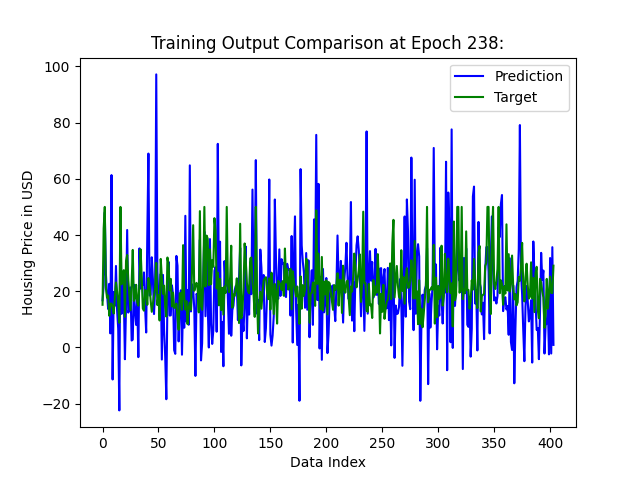 Training Output Comparison at Epoch 238:
Prediction
Target
Housing Price in USD
100
80
60
40
20
0
−20
0 50 100 150 200 250 300 350 400
Data Index